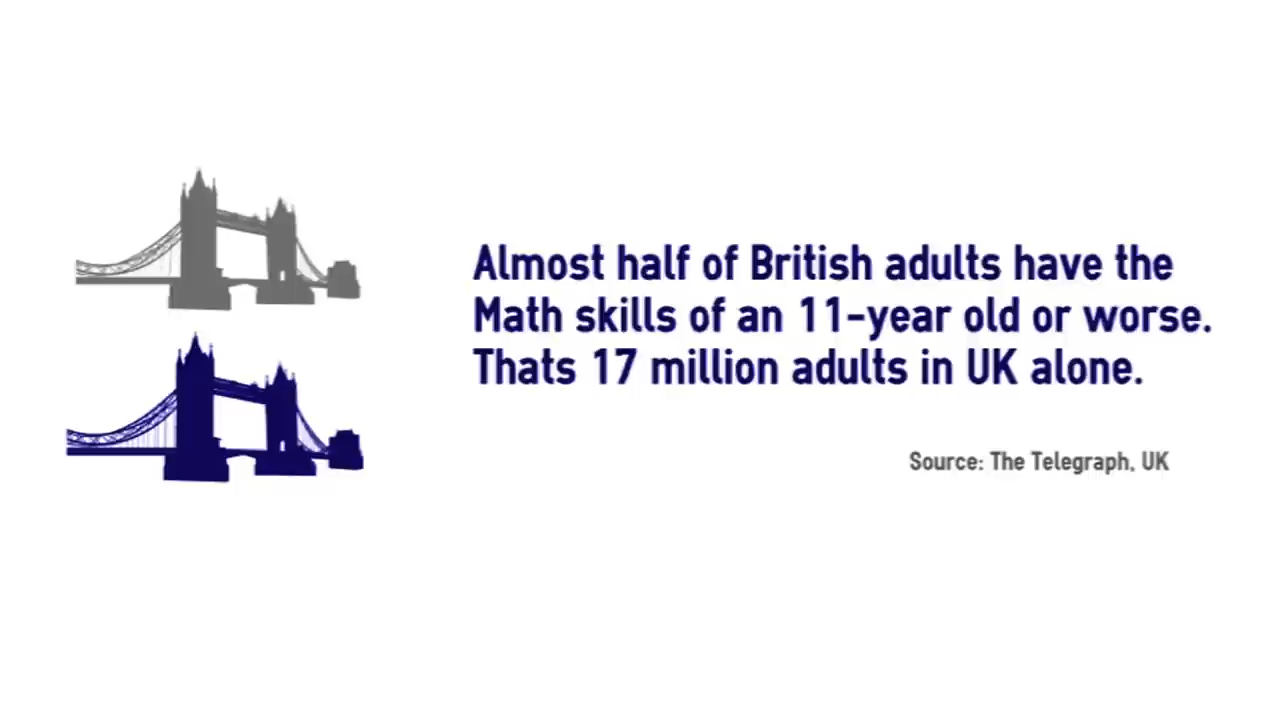 Almost half of British adults have the
Math skills of an 11-year old or worse.
Thats 17 million adults in UK alone.
Source: The Telegraph, UK